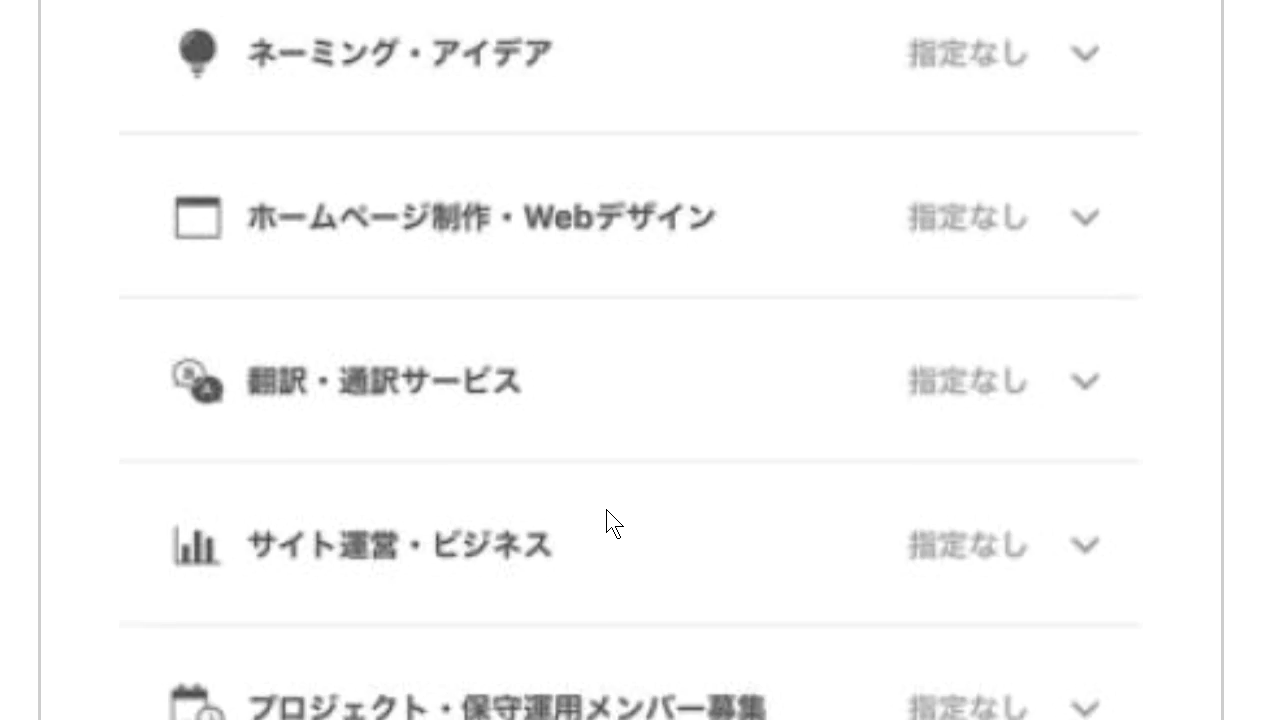 ネーミング・アイデア 指定なし
ホームページ制作・Webデザイン 指定なし
翻訳・通訳サービス 指定なし
サイト運営・ビジネス 指定なし
プロジェクト・保守運用メンバー募集 指定なし